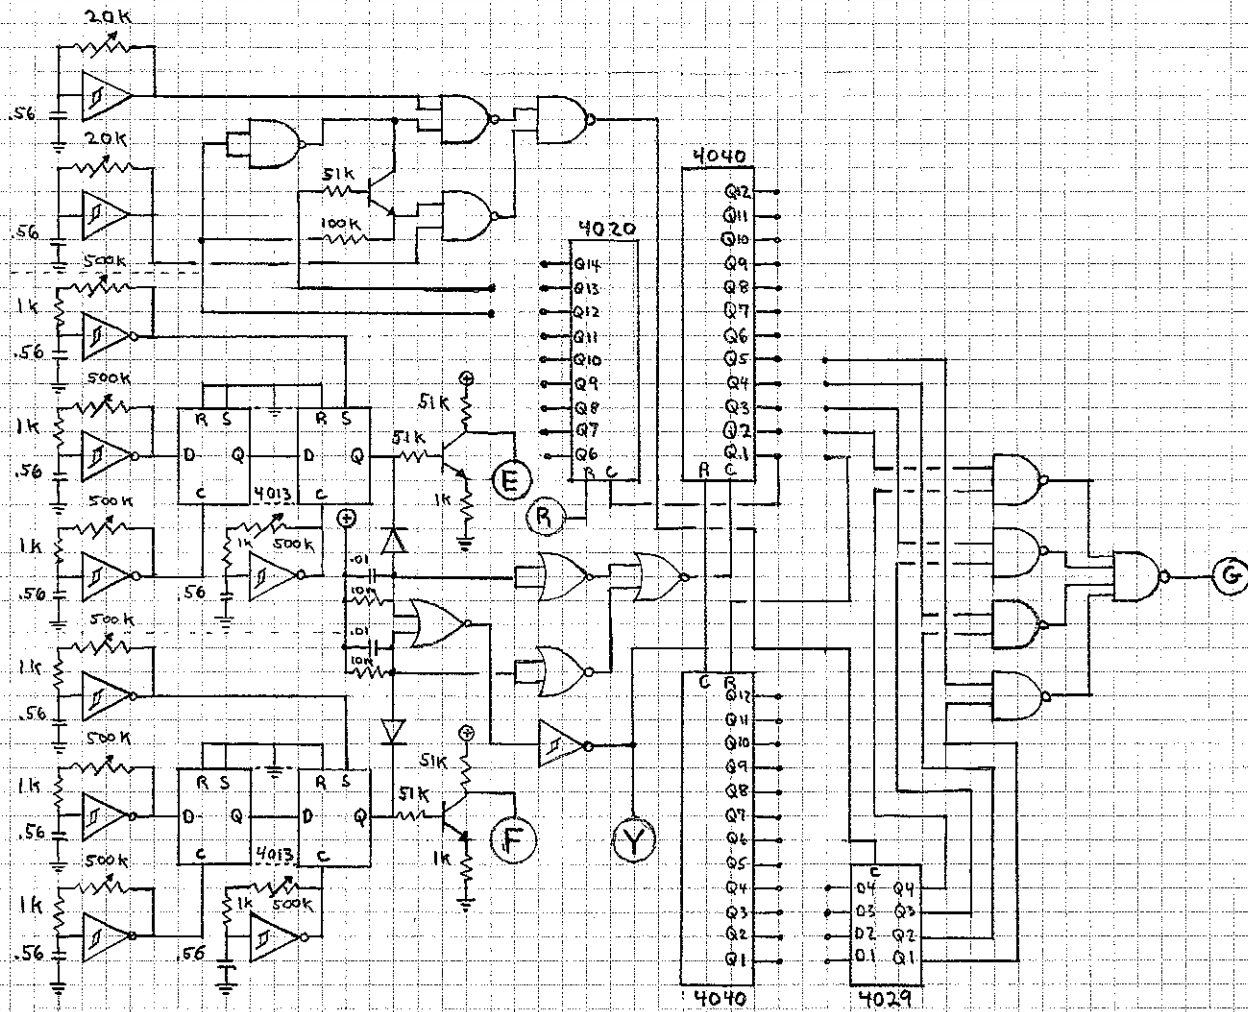 20K
.56
20K
51K
100K
.56
500K
1K
.56
500K
1K
.56
R S
R S
D Q
D Q
C
4013
C
51K
51K
1K
E
500K
1K
.56
1K
500K
.56
.01
10K
.01
10K
500K
1K
.56
500K
1K
.56
R S
R S
D Q
D Q
C
4013
C
51K
51K
1K
F
500K
1K
.56
1K
500K
.56
4020
Q14
Q13
Q12
Q11
Q10
Q9
Q8
Q7
Q6
R C
R
4040
Q12
Q11
Q10
Q9
Q8
Q7
Q6
Q5
Q4
Q3
Q2
Q1
R C
Y
C R
Q12
Q11
Q10
Q9
Q8
Q7
Q6
Q5
Q4
Q3
Q2
Q1
4040
C
D4 Q4
D3 Q3
D2 Q2
D1 Q1
4029
G